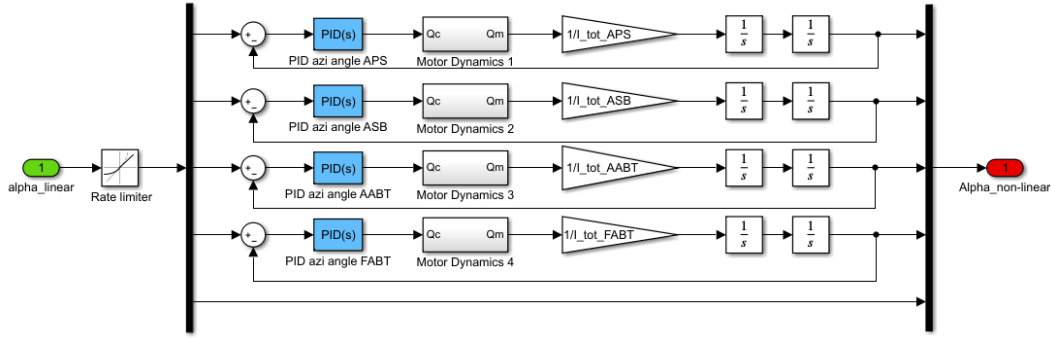 +
−
PID(s)
Qc
Qm
1/I_tot_APS
1
s
1
s
PID azi angle APS
Motor Dynamics 1
+
−
PID(s)
Qc
Qm
1/I_tot_ASB
1
s
1
s
PID azi angle ASB
Motor Dynamics 2
1
alpha_linear
Rate limiter
+
−
PID(s)
Qc
Qm
1/I_tot_AABT
1
s
1
s
PID azi angle AABT
Motor Dynamics 3
1
Alpha_non-linear
+
−
PID(s)
Qc
Qm
1/I_tot_FABT
1
s
1
s
PID azi angle FABT
Motor Dynamics 4